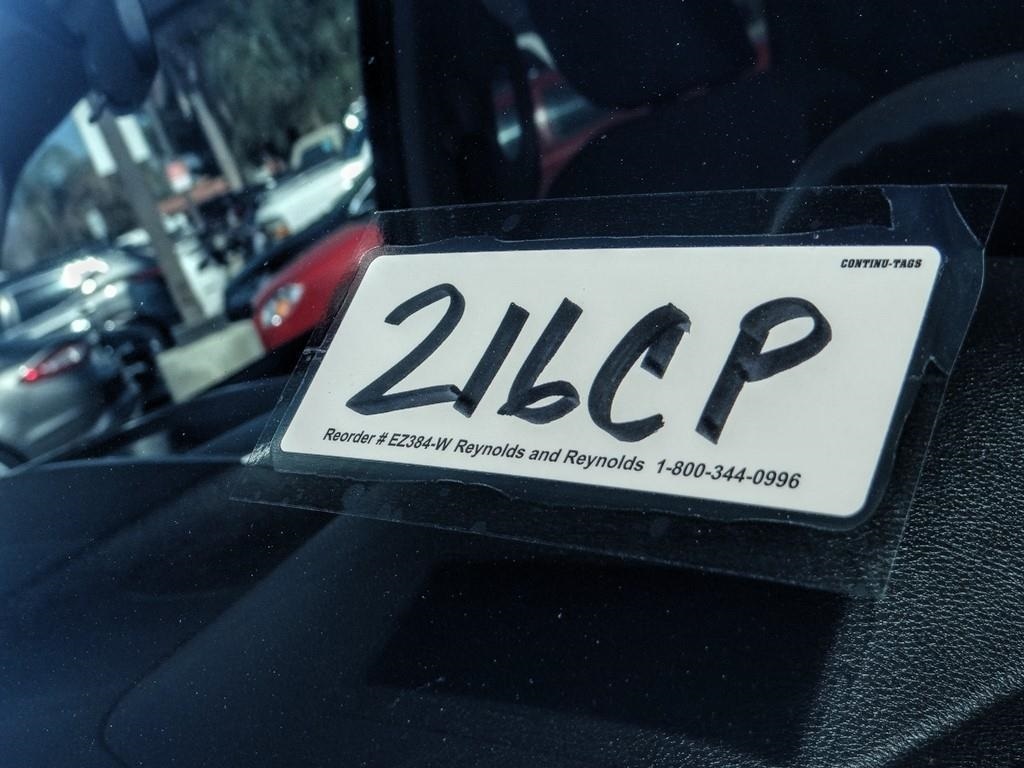 CONTINU-TAGS
216CP
Reorder # EZ384-W Reynolds and Reynolds 1-800-344-0996